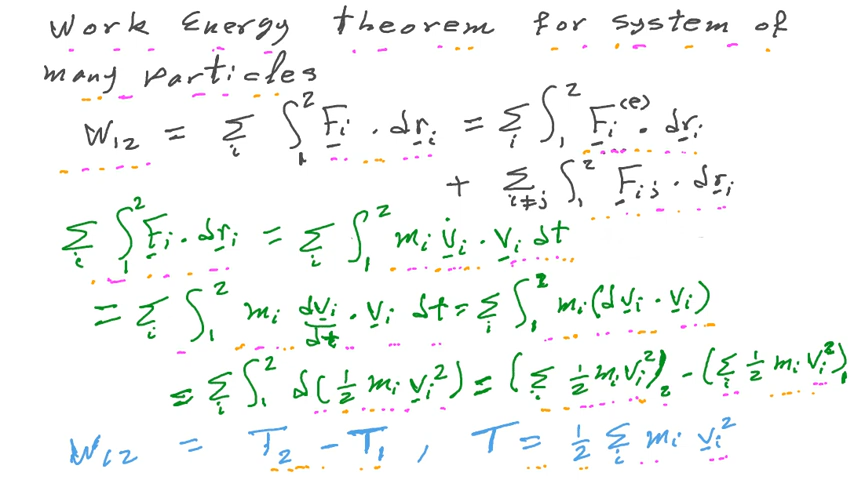 Work Energy theorem for system of
many particles
W₁₂ = Σᵢ ∫₁² Fᵢ · drᵢ = Σᵢ ∫₁² Fᵢ⁽ᵉ⁾ · drᵢ
+ Σᵢ≠ⱼ ∫₁² Fᵢⱼ · drᵢ
Σᵢ ∫₁² Fᵢ · drᵢ = Σᵢ ∫₁² mᵢ v̇ᵢ · vᵢ dt
= Σᵢ ∫₁² mᵢ dvᵢ/dt · vᵢ dt = Σᵢ ∫₁² mᵢ (dvᵢ · vᵢ)
= Σᵢ ∫₁² d(½ mᵢ vᵢ²) = (Σᵢ ½ mᵢ vᵢ²)₂ - (Σᵢ ½ mᵢ vᵢ²)₁
W₁₂ = T₂ - T₁ , T = ½ Σᵢ mᵢ vᵢ²